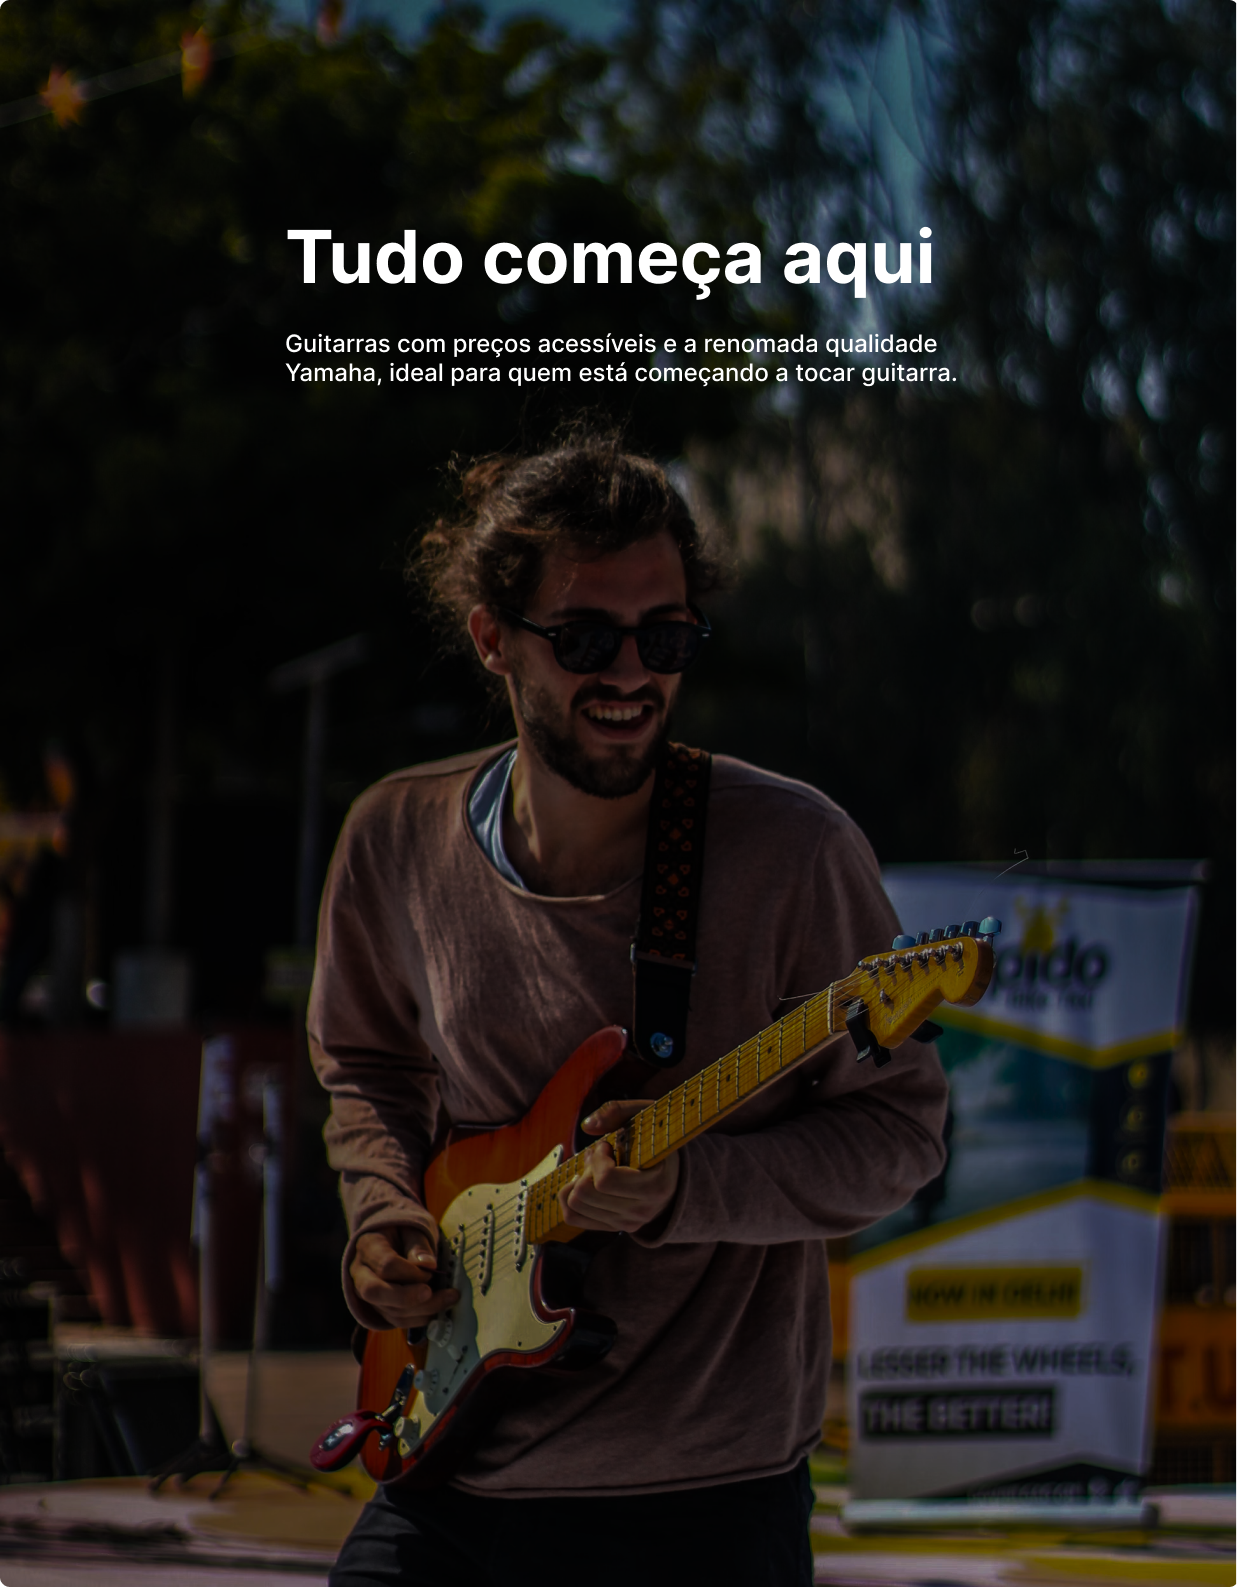 Tudo começa aqui
Guitarras com preços acessíveis e a renomada qualidade
Yamaha, ideal para quem está começando a tocar guitarra.
pido
NOW IN DELHI
LESSER THE WHEELS,
THE BETTER!
T.U